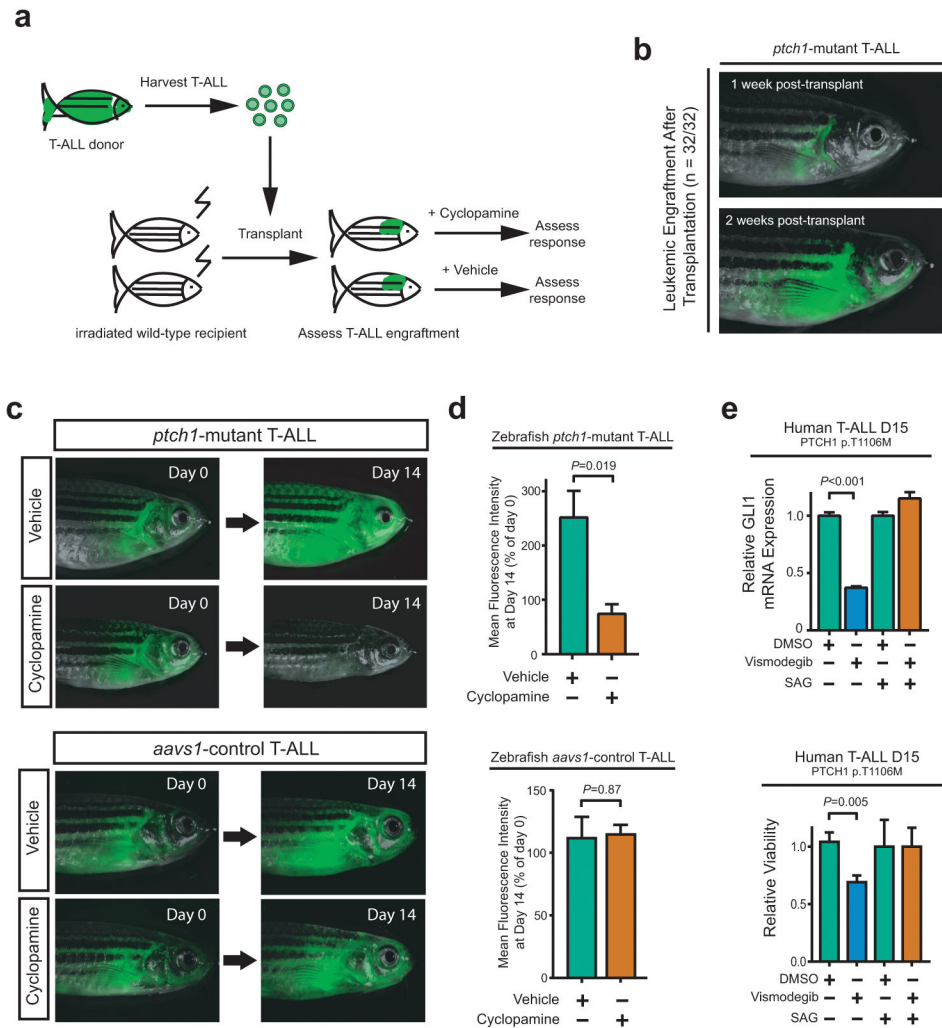 a
Harvest T-ALL
T-ALL donor
Transplant
+ Cyclopamine
Assess
response
+ Vehicle
Assess
response
irradiated wild-type recipient
Assess T-ALL engraftment
b
ptch1-mutant T-ALL
Leukemic Engraftment After
Transplantation (n = 32/32)
1 week post-transplant
2 weeks post-transplant
c
ptch1-mutant T-ALL
Vehicle
Day 0
Day 14
Cyclopamine
Day 0
Day 14
aavs1-control T-ALL
Vehicle
Day 0
Day 14
Cyclopamine
Day 0
Day 14
d
Zebrafish ptch1-mutant T-ALL
Mean Fluorescence Intensity
at Day 14 (% of day 0)
P=0.019
300
200
100
0
Vehicle + −
Cyclopamine − +
Zebrafish aavs1-control T-ALL
Mean Fluorescence Intensity
at Day 14 (% of day 0)
P=0.87
150
100
50
0
Vehicle + −
Cyclopamine − +
e
Human T-ALL D15
PTCH1 p.T1106M
Relative GLI1
mRNA Expression
P<0.001
1.0
0.5
0
DMSO + − + −
Vismodegib − + − +
SAG − − + +
Human T-ALL D15
PTCH1 p.T1106M
Relative Viability
P=0.005
1.0
0.5
0
DMSO + − + −
Vismodegib − + − +
SAG − − + +